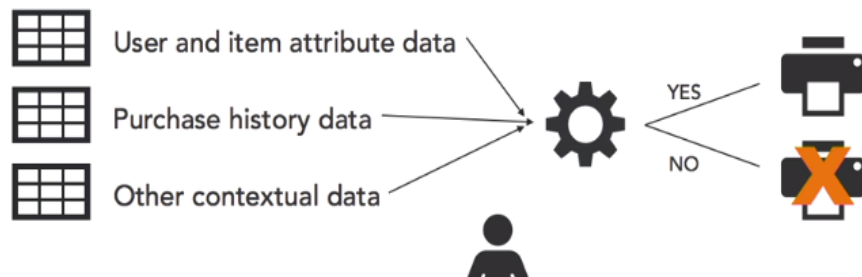 User and item attribute data
YES
Purchase history data
NO
Other contextual data